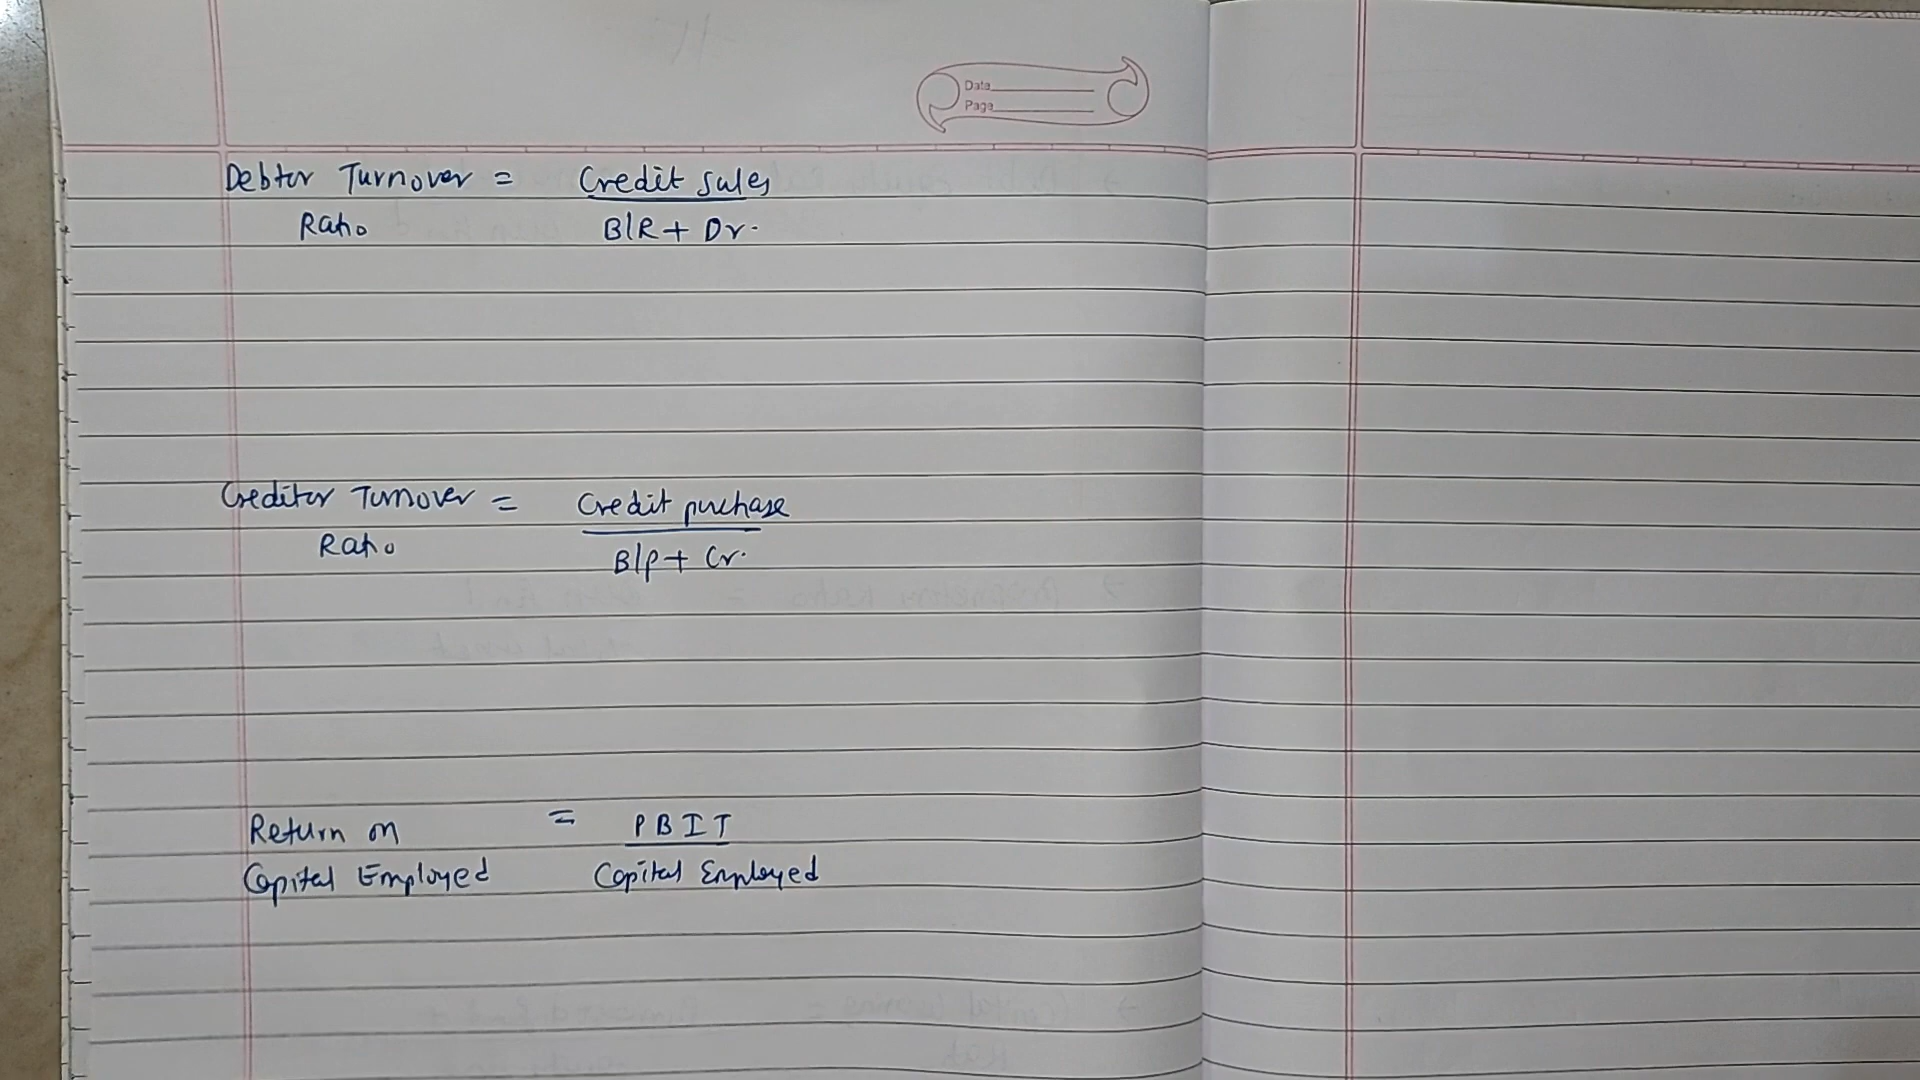 Data
Page
Debtor Turnover = Credit sales
Ratio B/R + Dr.
Creditor Turnover = Credit purchase
Ratio B/p + Cr.
Return on = PBIT
Capital Employed Capital Employed